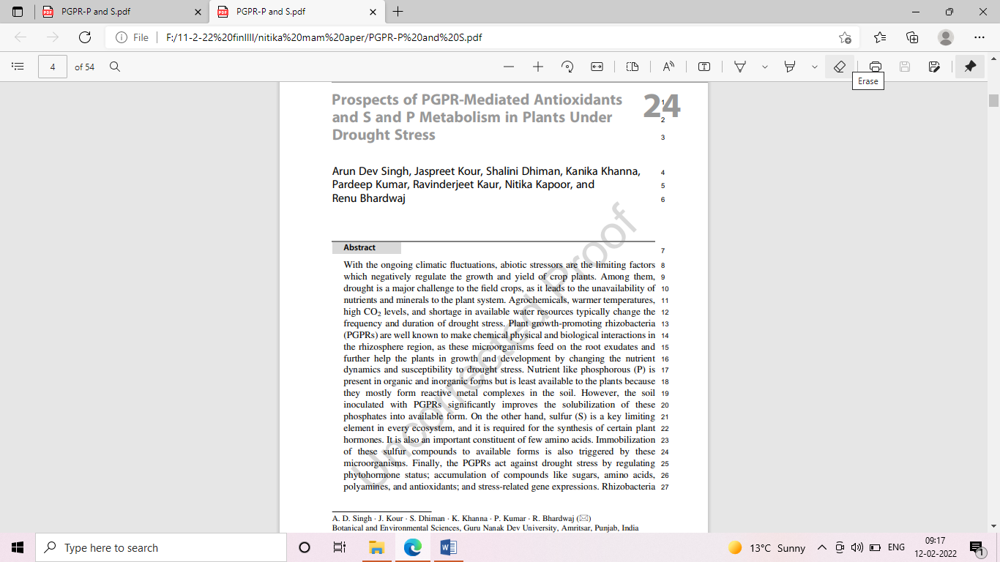 PGPR-P and S.pdf
PGPR-P and S.pdf
File F:/11-2-22%20finIIII/nitika%20mam%20aper/PGPR-P%20and%20S.pdf
4 of 54
Erase
Prospects of PGPR-Mediated Antioxidants 24 1
and S and P Metabolism in Plants Under 2
Drought Stress 3
Arun Dev Singh, Jaspreet Kour, Shalini Dhiman, Kanika Khanna, 4
Pardeep Kumar, Ravinderjeet Kaur, Nitika Kapoor, and 5
Renu Bhardwaj 6
Abstract 7
With the ongoing climatic fluctuations, abiotic stressors are the limiting factors 8
which negatively regulate the growth and yield of crop plants. Among them, 9
drought is a major challenge to the field crops, as it leads to the unavailability of 10
nutrients and minerals to the plant system. Agrochemicals, warmer temperatures, 11
high CO₂ levels, and shortage in available water resources typically change the 12
frequency and duration of drought stress. Plant growth-promoting rhizobacteria 13
(PGPRs) are well known to make chemical physical and biological interactions in 14
the rhizosphere region, as these microorganisms feed on the root exudates and 15
further help the plants in growth and development by changing the nutrient 16
dynamics and susceptibility to drought stress. Nutrient like phosphorous (P) is 17
present in organic and inorganic forms but is least available to the plants because 18
they mostly form reactive metal complexes in the soil. However, the soil 19
inoculated with PGPRs significantly improves the solubilization of these 20
phosphates into available form. On the other hand, sulfur (S) is a key limiting 21
element in every ecosystem, and it is required for the synthesis of certain plant 22
hormones. It is also an important constituent of few amino acids. Immobilization 23
of these sulfur compounds to available forms is also triggered by these 24
microorganisms. Finally, the PGPRs act against drought stress by regulating 25
phytohormone status; accumulation of compounds like sugars, amino acids, 26
polyamines, and antioxidants; and stress-related gene expressions. Rhizobacteria 27
Uncorrected Proof
A. D. Singh · J. Kour · S. Dhiman · K. Khanna · P. Kumar · R. Bhardwaj (✉)
Botanical and Environmental Sciences, Guru Nanak Dev University, Amritsar, Punjab, India
Type here to search
13°C Sunny
ENG
09:17
12-02-2022
1